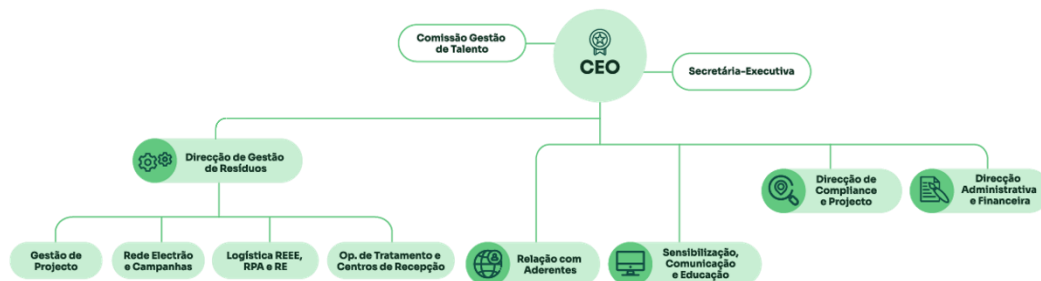 Comissão Gestão
de Talento
CEO
Secretária-Executiva
Direcção de Gestão
de Resíduos
Direcção de
Compliance
e Projecto
Direcção
Administrativa
e Financeira
Gestão de
Projecto
Rede Electrão
e Campanhas
Logística REEE,
RPA e RE
Op. de Tratamento e
Centros de Recepção
Relação com
Aderentes
Sensibilização,
Comunicação
e Educação